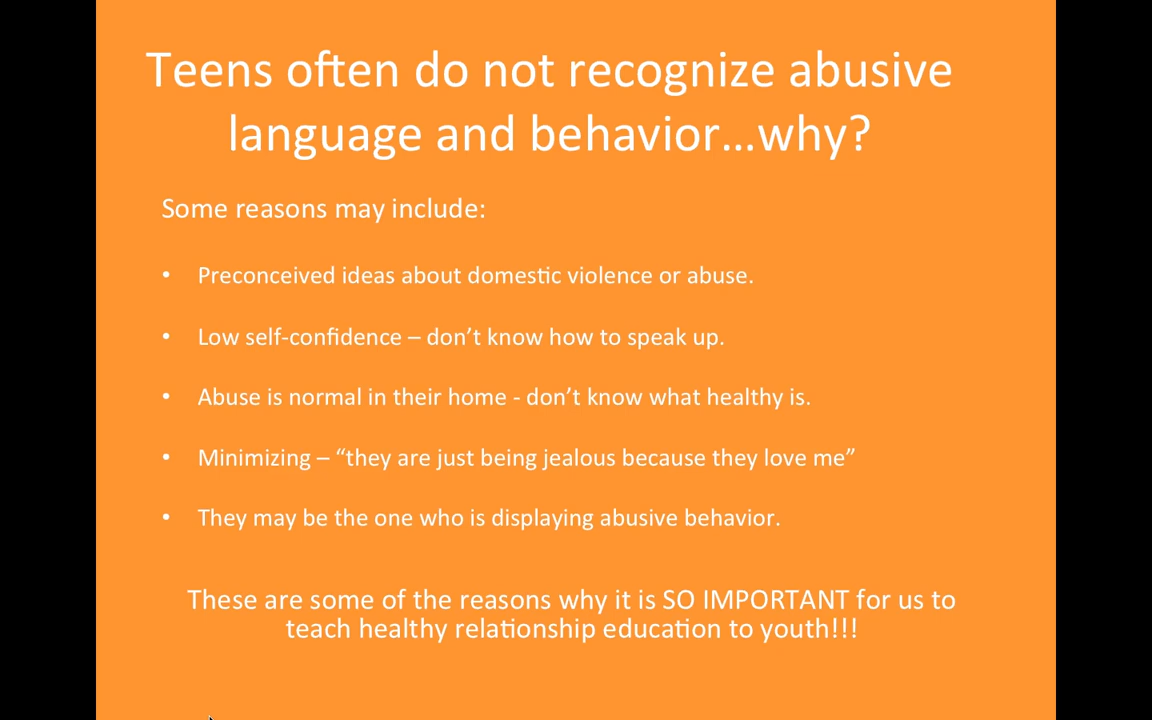 Teens often do not recognize abusive
language and behavior...why?
Some reasons may include:
• Preconceived ideas about domestic violence or abuse.
• Low self-confidence – don’t know how to speak up.
• Abuse is normal in their home - don’t know what healthy is.
• Minimizing – “they are just being jealous because they love me”
• They may be the one who is displaying abusive behavior.
These are some of the reasons why it is SO IMPORTANT for us to
teach healthy relationship education to youth!!!